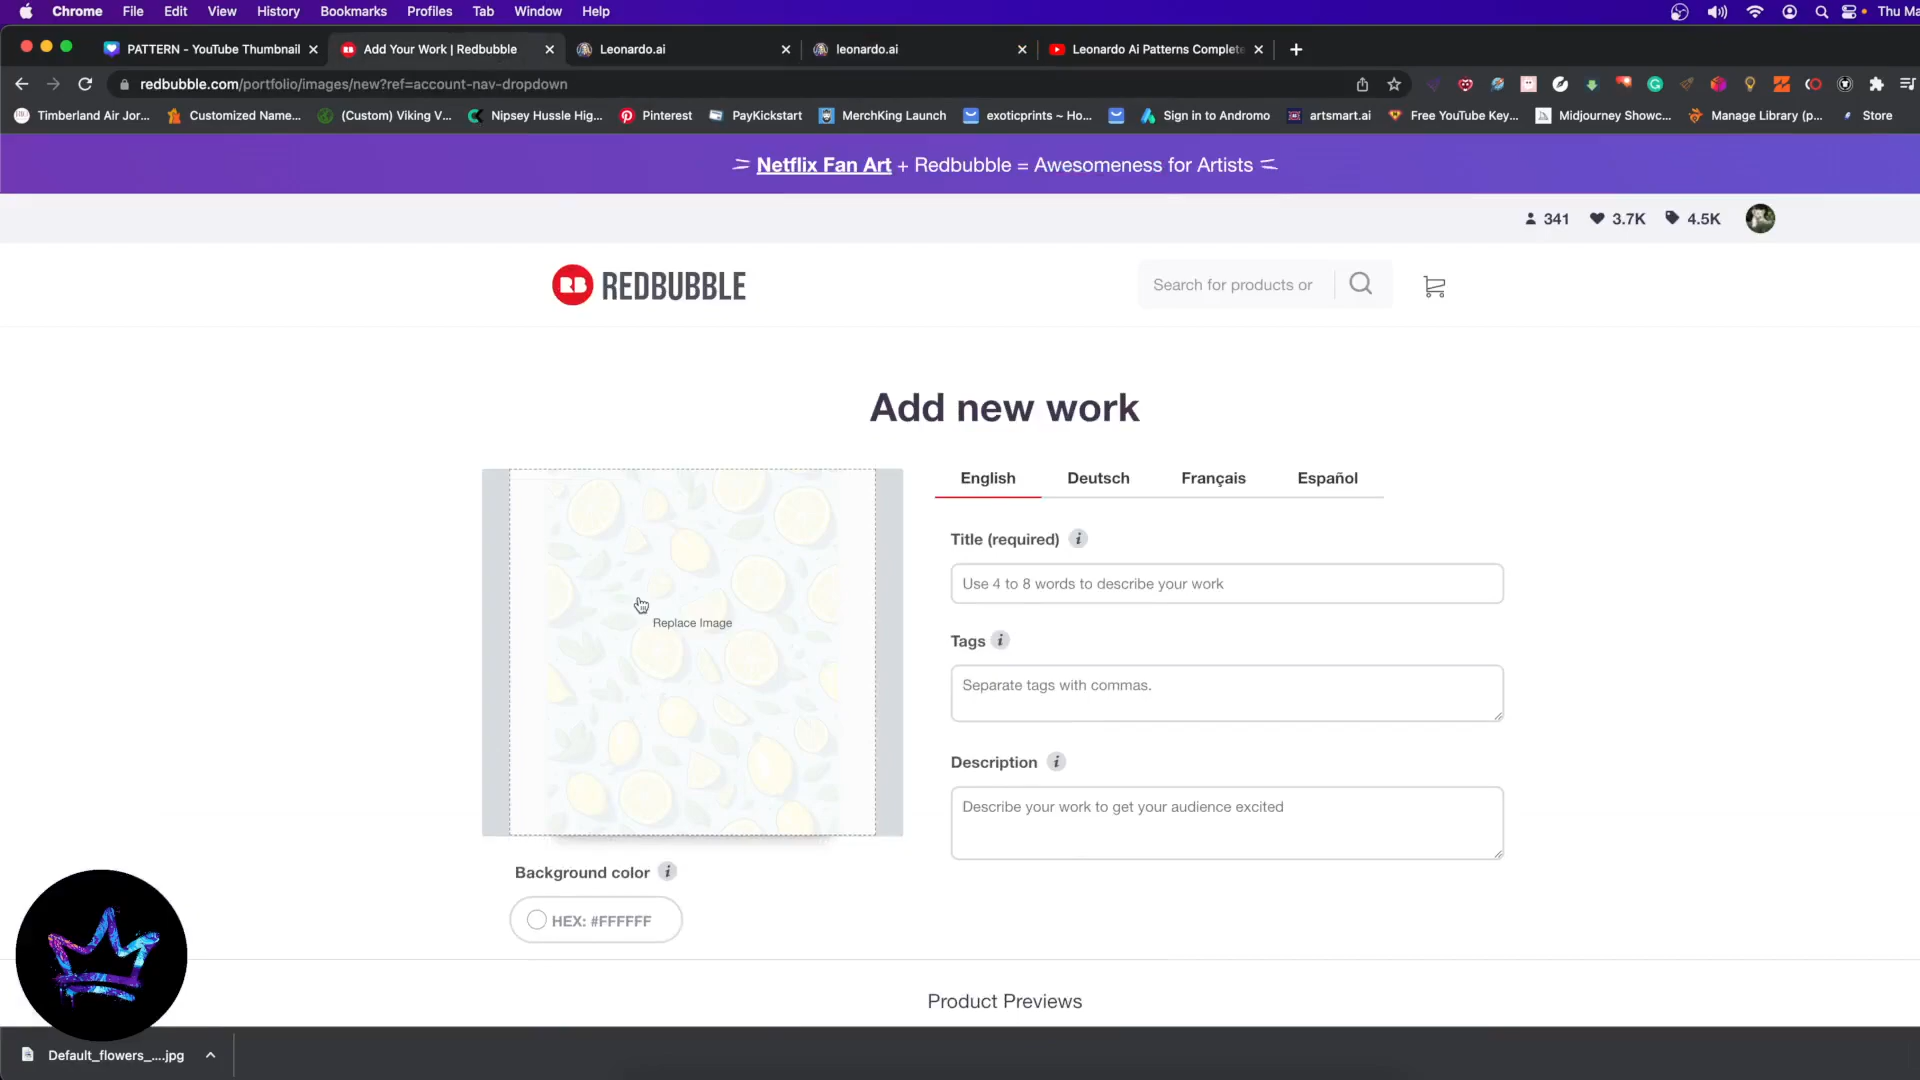 Chrome File Edit View History Bookmarks Profiles Tab Window Help Thu Ma
PATTERN - YouTube Thumbnail
Add Your Work | Redbubble
Leonardo.ai
leonardo.ai
Leonardo Ai Patterns Complete
redbubble.com/portfolio/images/new?ref=account-nav-dropdown
Timberland Air Jor... Customized Name... (Custom) Viking V... Nipsey Hussle Hig... Pinterest PayKickstart MerchKing Launch exoticprints ~ Ho... Sign in to Andromo artsmart.ai Free YouTube Key... Midjourney Showc... Manage Library (p... Store
Netflix Fan Art + Redbubble = Awesomeness for Artists
341 3.7K 4.5K
RB REDBUBBLE
Search for products or
Add new work
English Deutsch Français Español
Title (required) i
Use 4 to 8 words to describe your work
Replace Image
Tags i
Separate tags with commas.
Description i
Describe your work to get your audience excited
Background color i
HEX: #FFFFFF
Product Previews
Default_flowers_....jpg